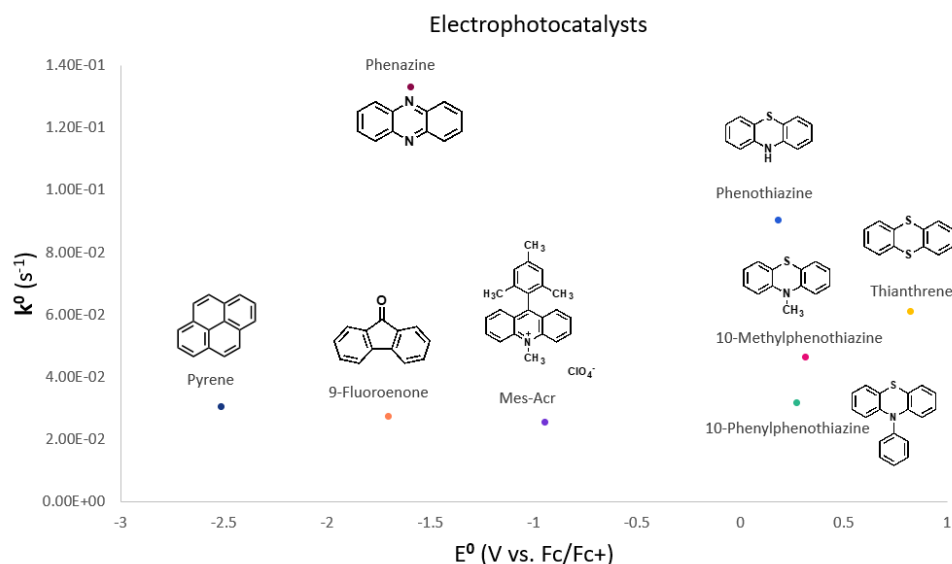 Electrophotocatalysts
1.40E-01
1.20E-01
1.00E-01
8.00E-02
6.00E-02
4.00E-02
2.00E-02
0.00E+00
k⁰ (s⁻¹)
-3
-2.5
-2
-1.5
-1
-0.5
0
0.5
1
E⁰ (V vs. Fc/Fc+)
Phenazine
N
N
S
N
H
Phenothiazine
S
S
Thianthrene
S
N
CH₃
10-Methylphenothiazine
S
N
10-Phenylphenothiazine
CH₃
H₃C
CH₃
N⁺
CH₃
ClO₄⁻
Mes-Acr
O
9-Fluoroenone
Pyrene